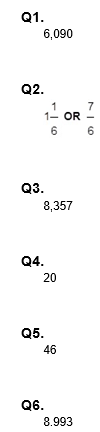 Q1.
6,090
Q2.
1 1/6 OR 7/6
Q3.
8,357
Q4.
20
Q5.
46
Q6.
8.993